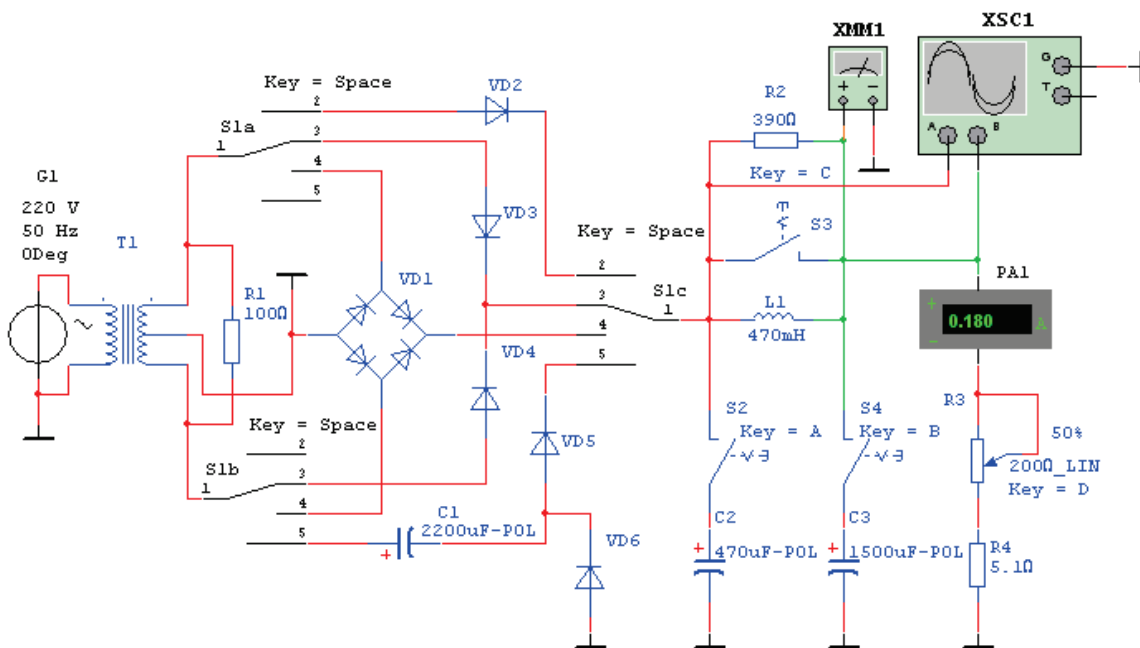 XSC1
XMM1
G
T
A
B
+ −
Key = Space
2
3
4
5
S1a
1
VD2
R2
390Ω
Key = C
S3
G1
220 V
50 Hz
0Deg
T1
R1
100Ω
VD1
VD3
VD4
Key = Space
2
3
4
5
S1c
1
L1
470mH
PA1
+
−
0.180 A
Key = Space
2
3
4
5
S1b
1
C1
2200uF-POL
+
VD5
VD6
S2
Key = A
S4
Key = B
R3
50%
200Ω_LIN
Key = D
C2
+
470uF-POL
C3
+
1500uF-POL
R4
5.1Ω